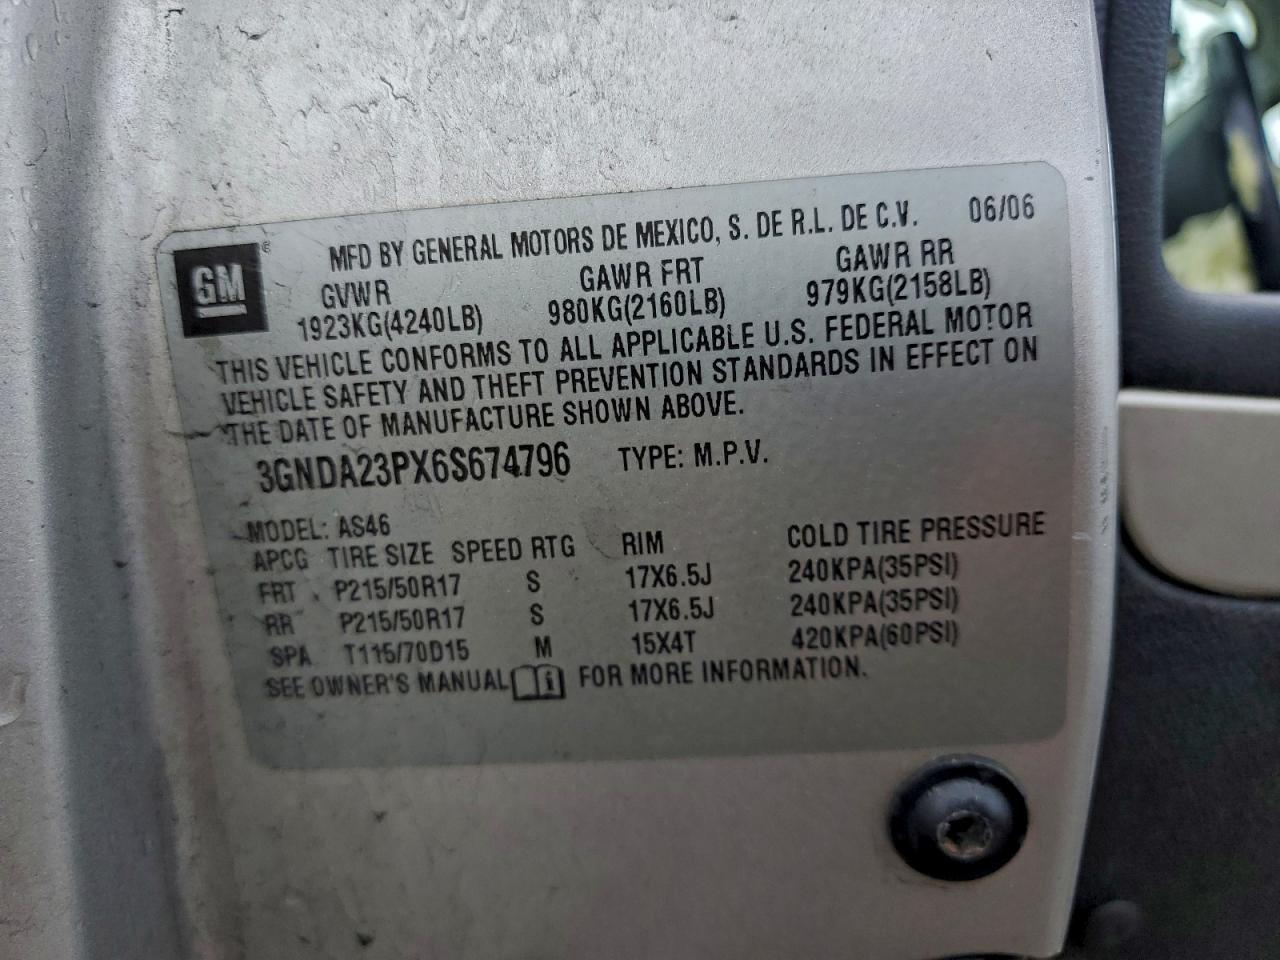 GM
MFD BY GENERAL MOTORS DE MEXICO, S. DE R.L. DE C.V. 06/06
GVWR GAWR FRT GAWR RR
1923KG(4240LB) 980KG(2160LB) 979KG(2158LB)
THIS VEHICLE CONFORMS TO ALL APPLICABLE U.S. FEDERAL MOTOR
VEHICLE SAFETY AND THEFT PREVENTION STANDARDS IN EFFECT ON
THE DATE OF MANUFACTURE SHOWN ABOVE.
3GNDA23PX6S674796 TYPE: M.P.V.
MODEL: AS46
APCG TIRE SIZE SPEED RTG RIM COLD TIRE PRESSURE
FRT P215/50R17 S 17X6.5J 240KPA(35PSI)
RR P215/50R17 S 17X6.5J 240KPA(35PSI)
SPA T115/70D15 M 15X4T 420KPA(60PSI)
SEE OWNER'S MANUAL i FOR MORE INFORMATION.